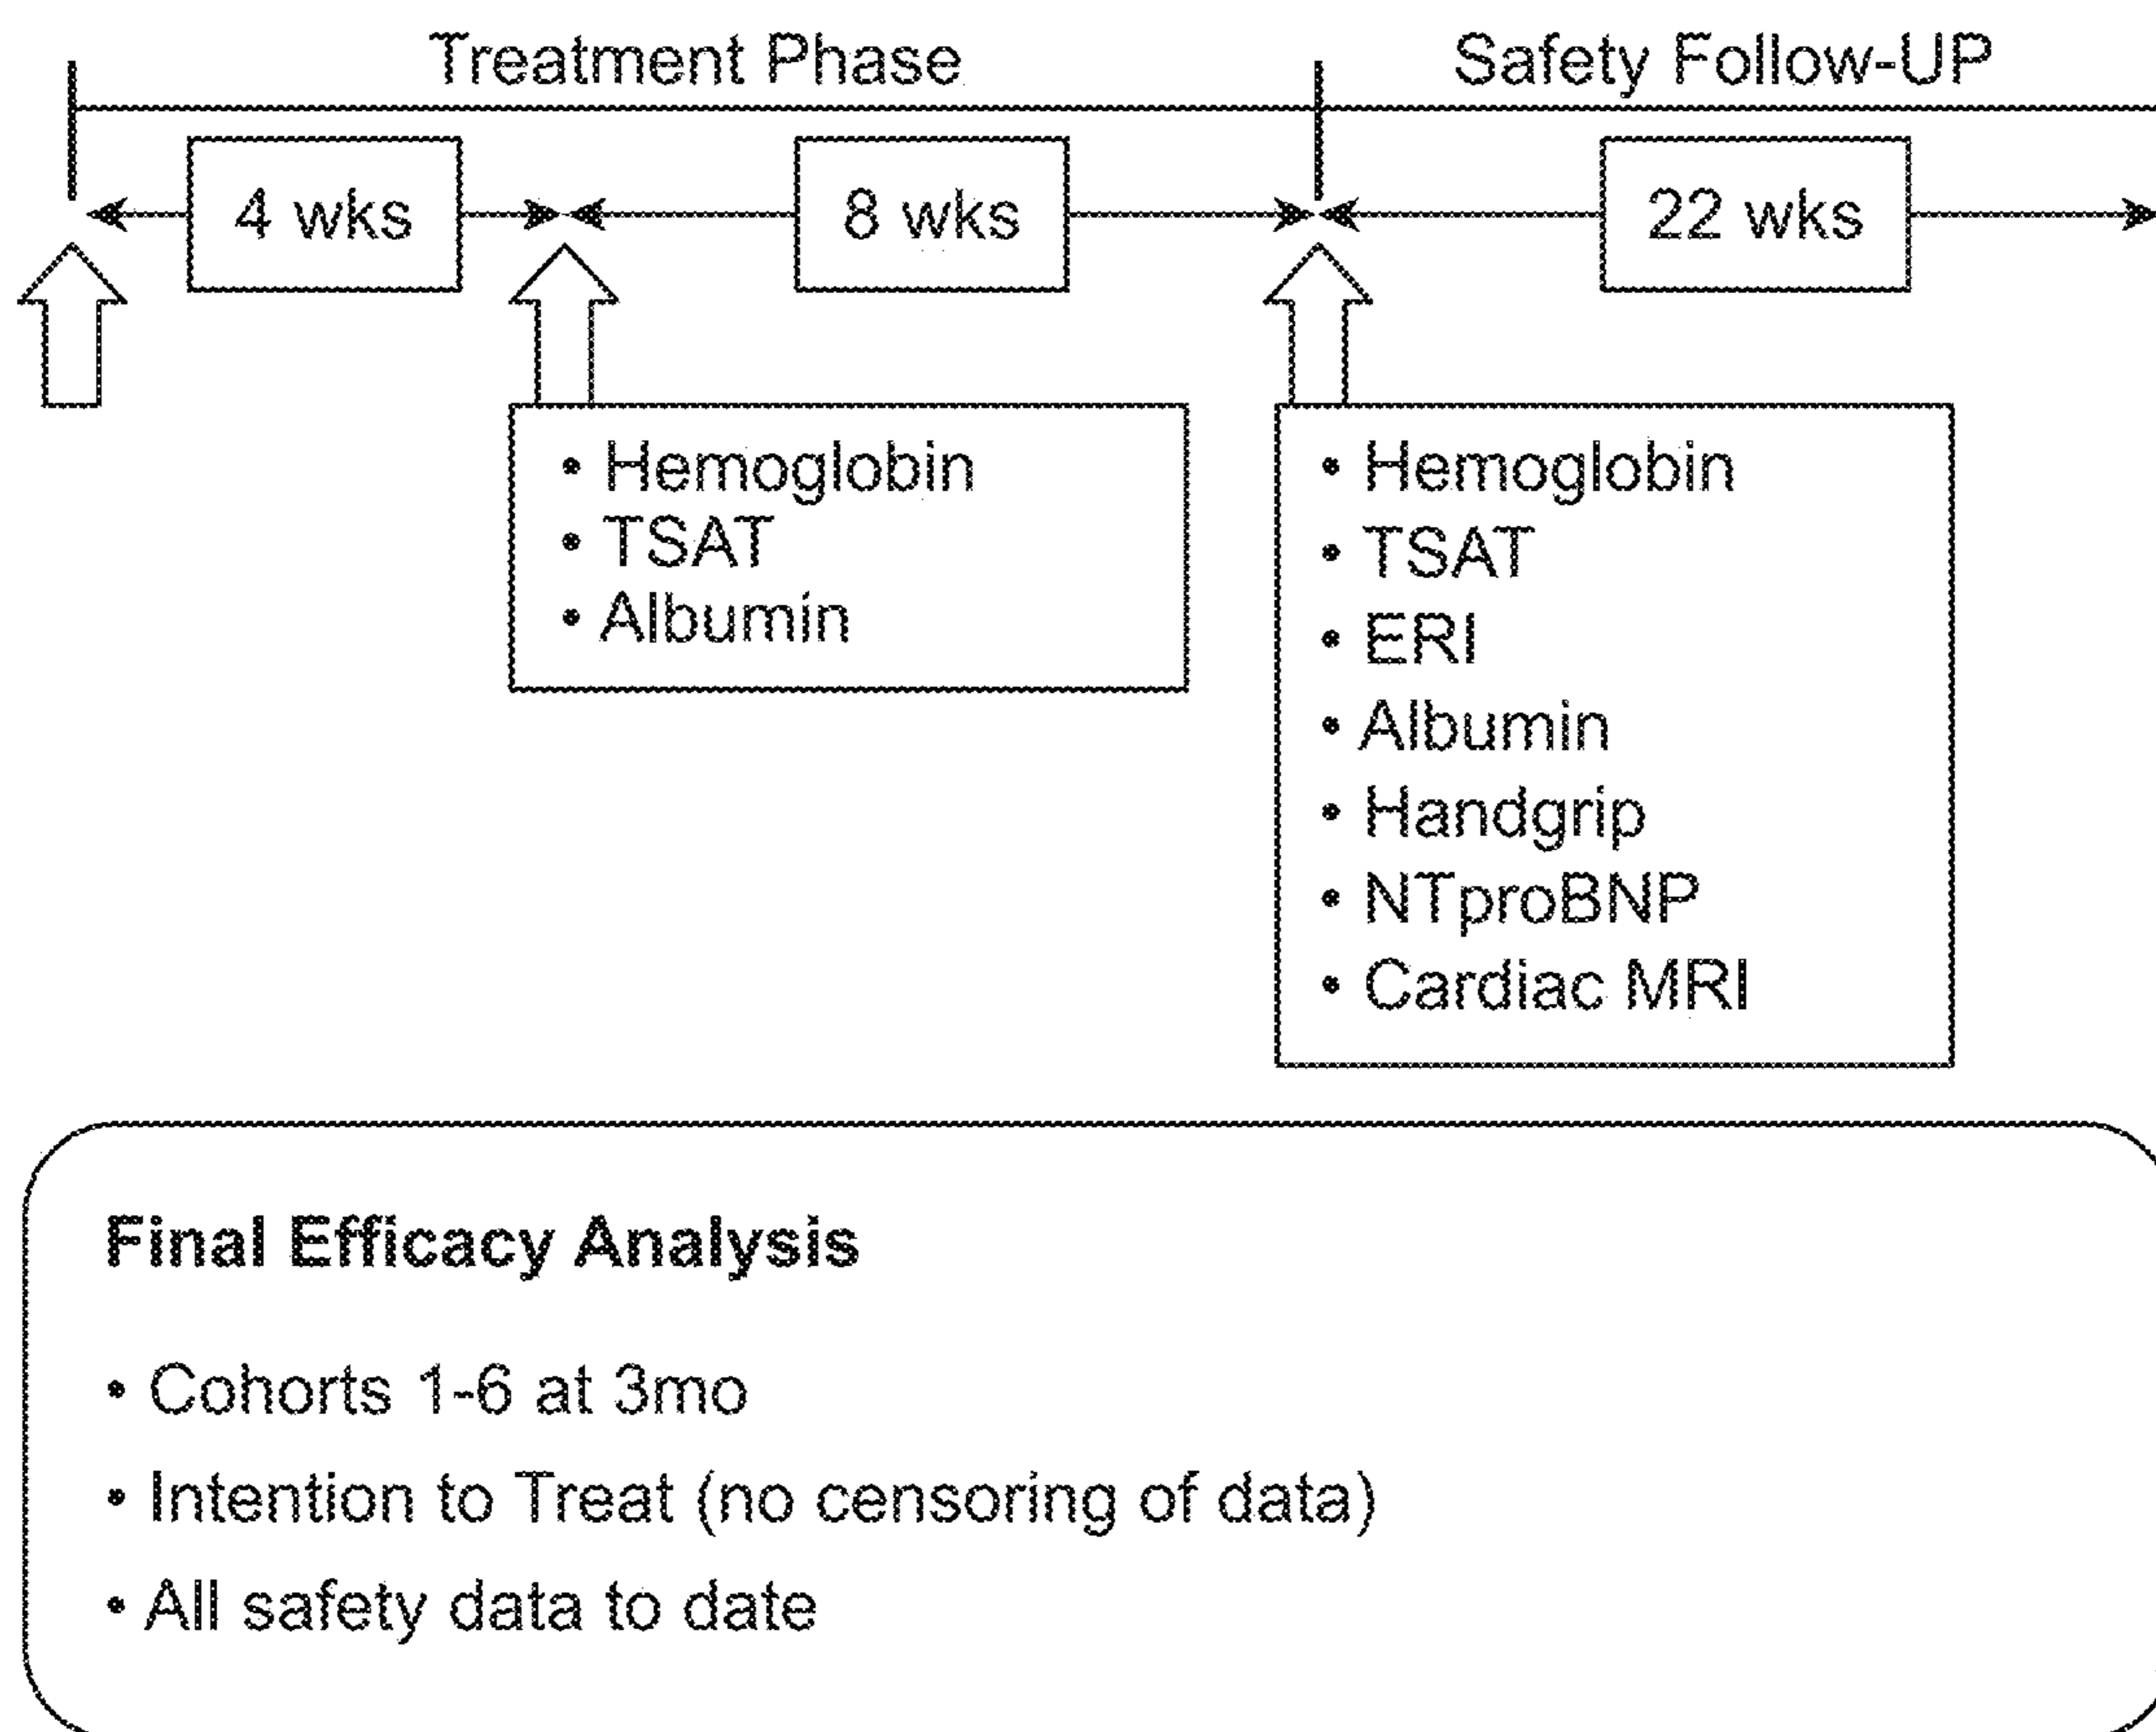 Treatment Phase
Safety Follow-UP
4 wks
8 wks
22 wks
• Hemoglobin
• TSAT
• Albumin
• Hemoglobin
• TSAT
• ERI
• Albumin
• Handgrip
• NTproBNP
• Cardiac MRI
Final Efficacy Analysis
• Cohorts 1-6 at 3mo
• Intention to Treat (no censoring of data)
• All safety data to date